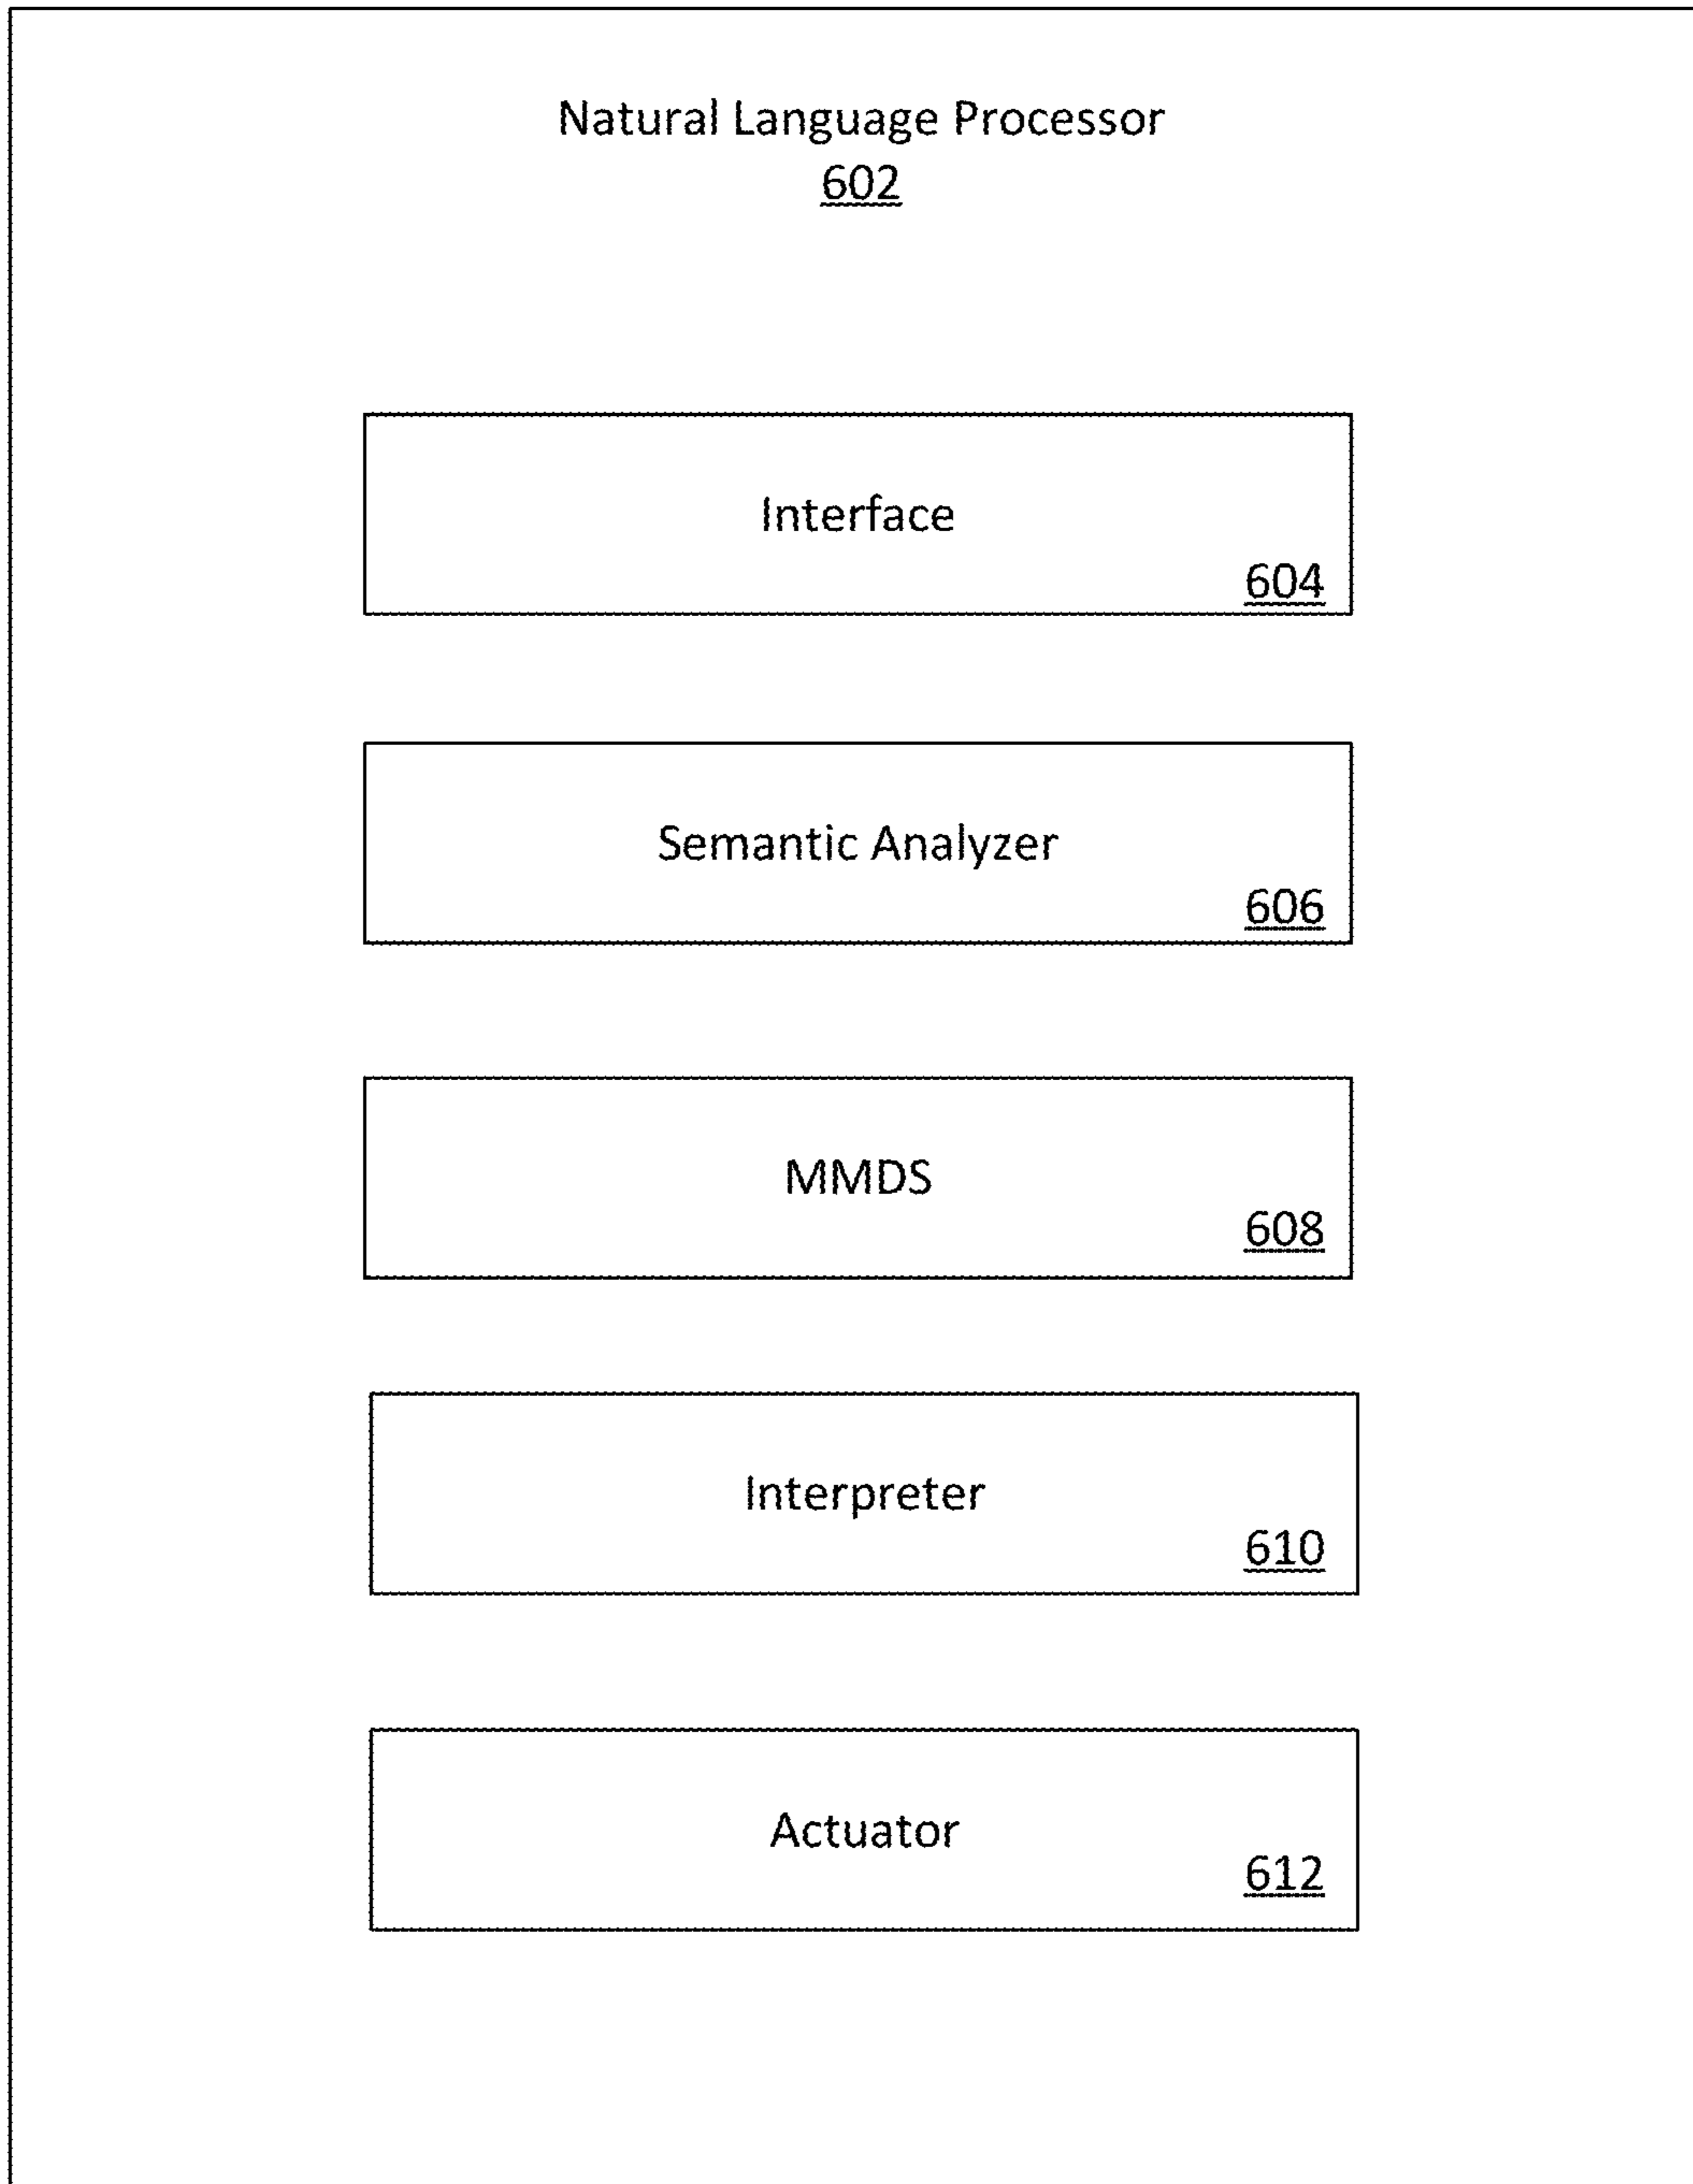 Natural Language Processor
602
Interface
604
Semantic Analyzer
606
MMDS
608
Interpreter
610
Actuator
612